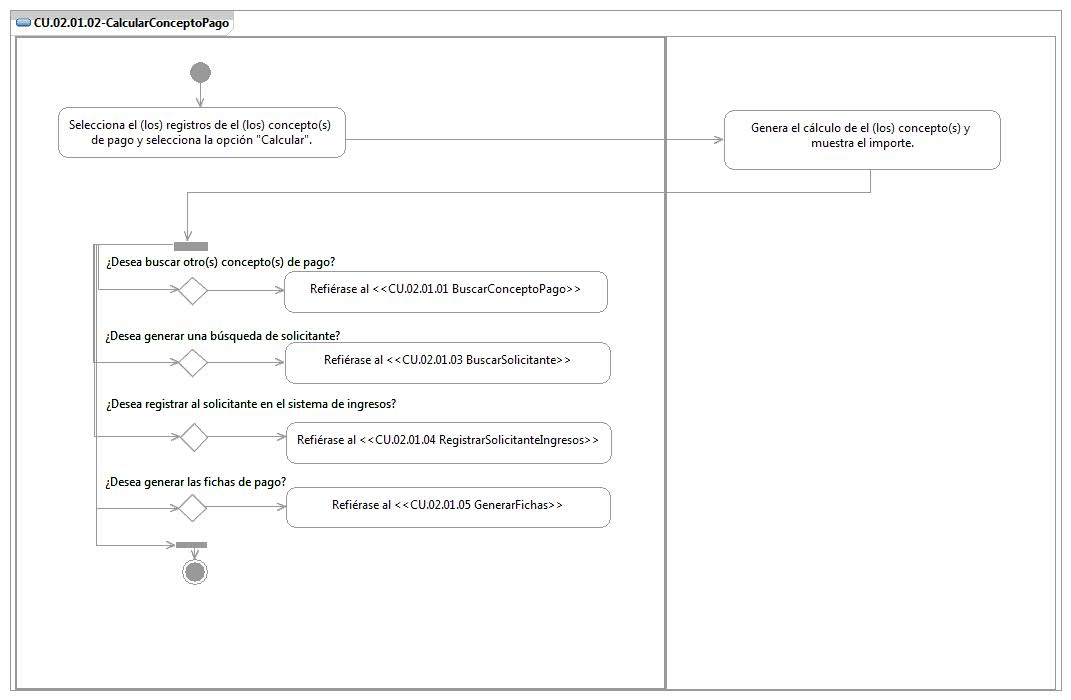 CU.02.01.02-CalcularConceptoPago
Selecciona el (los) registros de el (los) concepto(s)
de pago y selecciona la opción "Calcular".
Genera el cálculo de el (los) concepto(s) y
muestra el importe.
¿Desea buscar otro(s) concepto(s) de pago?
Refiérase al <<CU.02.01.01 BuscarConceptoPago>>
¿Desea generar una búsqueda de solicitante?
Refiérase al <<CU.02.01.03 BuscarSolicitante>>
¿Desea registrar al solicitante en el sistema de ingresos?
Refiérase al <<CU.02.01.04 RegistrarSolicitanteIngresos>>
¿Desea generar las fichas de pago?
Refiérase al <<CU.02.01.05 GenerarFichas>>